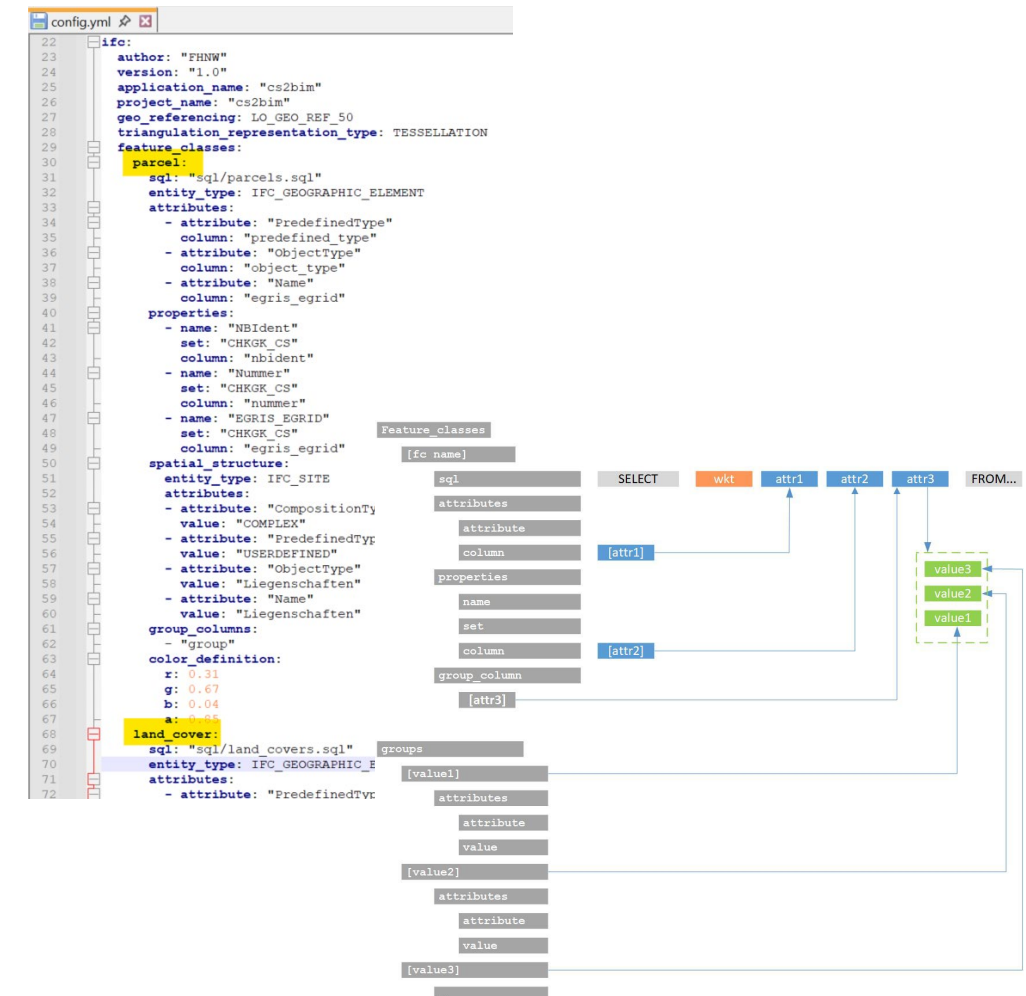 config.yml
22 ifc:
23 author: "FHNW"
24 version: "1.0"
25 application_name: "cs2bim"
26 project_name: "cs2bim"
27 geo_referencing: LO_GEO_REF_50
28 triangulation_representation_type: TESSELLATION
29 feature_classes:
30 parcel:
31 sql: "sql/parcels.sql"
32 entity_type: IFC_GEOGRAPHIC_ELEMENT
33 attributes:
34 - attribute: "PredefinedType"
35 column: "predefined_type"
36 - attribute: "ObjectType"
37 column: "object_type"
38 - attribute: "Name"
39 column: "egris_egrid"
40 properties:
41 - name: "NBIdent"
42 set: "CHKGK_CS"
43 column: "nbident"
44 - name: "Nummer"
45 set: "CHKGK_CS"
46 column: "nummer"
47 - name: "EGRIS_EGRID"
48 set: "CHKGK_CS"
49 column: "egris_egrid"
50 spatial_structure:
51 entity_type: IFC_SITE
52 attributes:
53 - attribute: "CompositionTy
54 value: "COMPLEX"
55 - attribute: "PredefinedTyp
56 value: "USERDEFINED"
57 - attribute: "ObjectType"
58 value: "Liegenschaften"
59 - attribute: "Name"
60 value: "Liegenschaften"
61 group_columns:
62 - "group"
63 color_definition:
64 r: 0.31
65 g: 0.67
66 b: 0.04
67 a: 0.85
68 land_cover:
69 sql: "sql/land_covers.sql"
70 entity_type: IFC_GEOGRAPHIC_E
71 attributes:
72 - attribute: "PredefinedTyp
Feature_classes
[fc name]
sql SELECT wkt attr1 attr2 attr3 FROM...
attributes
attribute
column [attr1]
properties
name
set
column [attr2]
group_column
[attr3]
value3
value2
value1
groups
[value1]
attributes
attribute
value
[value2]
attributes
attribute
value
[value3]